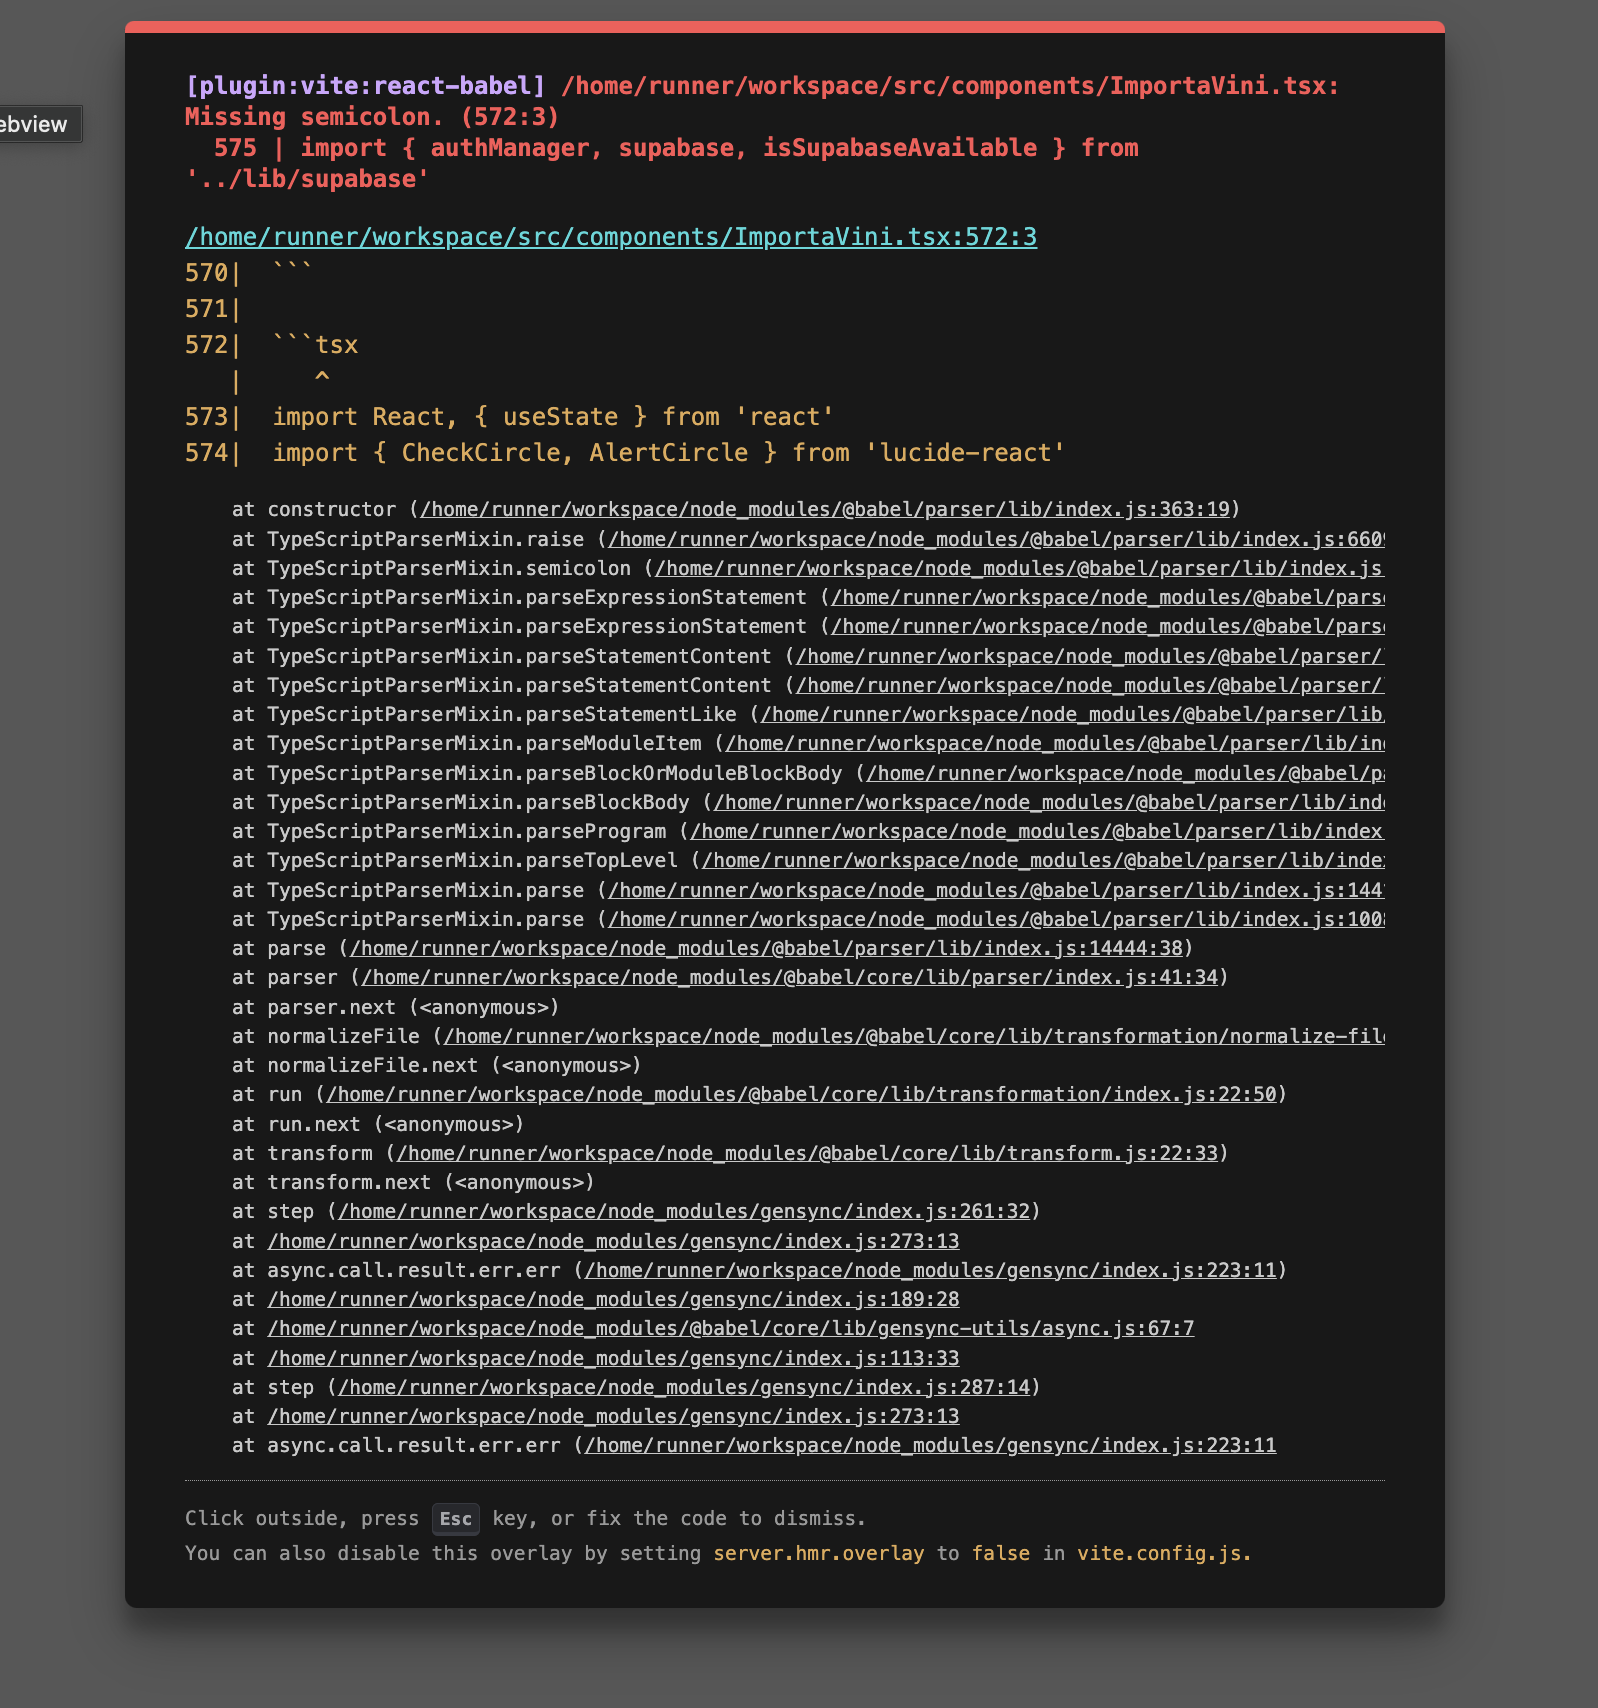 ebview
[plugin:vite:react-babel] /home/runner/workspace/src/components/ImportaVini.tsx:
Missing semicolon. (572:3)
  575 | import { authManager, supabase, isSupabaseAvailable } from
'../lib/supabase'
/home/runner/workspace/src/components/ImportaVini.tsx:572:3
570|  ```
571|
572|  ```tsx
   |     ^
573|  import React, { useState } from 'react'
574|  import { CheckCircle, AlertCircle } from 'lucide-react'
    at constructor (/home/runner/workspace/node_modules/@babel/parser/lib/index.js:363:19)
    at TypeScriptParserMixin.raise (/home/runner/workspace/node_modules/@babel/parser/lib/index.js:6609
    at TypeScriptParserMixin.semicolon (/home/runner/workspace/node_modules/@babel/parser/lib/index.js
    at TypeScriptParserMixin.parseExpressionStatement (/home/runner/workspace/node_modules/@babel/parse
    at TypeScriptParserMixin.parseExpressionStatement (/home/runner/workspace/node_modules/@babel/parse
    at TypeScriptParserMixin.parseStatementContent (/home/runner/workspace/node_modules/@babel/parser/
    at TypeScriptParserMixin.parseStatementContent (/home/runner/workspace/node_modules/@babel/parser/
    at TypeScriptParserMixin.parseStatementLike (/home/runner/workspace/node_modules/@babel/parser/lib
    at TypeScriptParserMixin.parseModuleItem (/home/runner/workspace/node_modules/@babel/parser/lib/ind
    at TypeScriptParserMixin.parseBlockOrModuleBlockBody (/home/runner/workspace/node_modules/@babel/pa
    at TypeScriptParserMixin.parseBlockBody (/home/runner/workspace/node_modules/@babel/parser/lib/inde
    at TypeScriptParserMixin.parseProgram (/home/runner/workspace/node_modules/@babel/parser/lib/index
    at TypeScriptParserMixin.parseTopLevel (/home/runner/workspace/node_modules/@babel/parser/lib/index
    at TypeScriptParserMixin.parse (/home/runner/workspace/node_modules/@babel/parser/lib/index.js:144
    at TypeScriptParserMixin.parse (/home/runner/workspace/node_modules/@babel/parser/lib/index.js:100
    at parse (/home/runner/workspace/node_modules/@babel/parser/lib/index.js:14444:38)
    at parser (/home/runner/workspace/node_modules/@babel/core/lib/parser/index.js:41:34)
    at parser.next (<anonymous>)
    at normalizeFile (/home/runner/workspace/node_modules/@babel/core/lib/transformation/normalize-file
    at normalizeFile.next (<anonymous>)
    at run (/home/runner/workspace/node_modules/@babel/core/lib/transformation/index.js:22:50)
    at run.next (<anonymous>)
    at transform (/home/runner/workspace/node_modules/@babel/core/lib/transform.js:22:33)
    at transform.next (<anonymous>)
    at step (/home/runner/workspace/node_modules/gensync/index.js:261:32)
    at /home/runner/workspace/node_modules/gensync/index.js:273:13
    at async.call.result.err.err (/home/runner/workspace/node_modules/gensync/index.js:223:11)
    at /home/runner/workspace/node_modules/gensync/index.js:189:28
    at /home/runner/workspace/node_modules/@babel/core/lib/gensync-utils/async.js:67:7
    at /home/runner/workspace/node_modules/gensync/index.js:113:33
    at step (/home/runner/workspace/node_modules/gensync/index.js:287:14)
    at /home/runner/workspace/node_modules/gensync/index.js:273:13
    at async.call.result.err.err (/home/runner/workspace/node_modules/gensync/index.js:223:11
Click outside, press Esc key, or fix the code to dismiss.
You can also disable this overlay by setting server.hmr.overlay to false in vite.config.js.